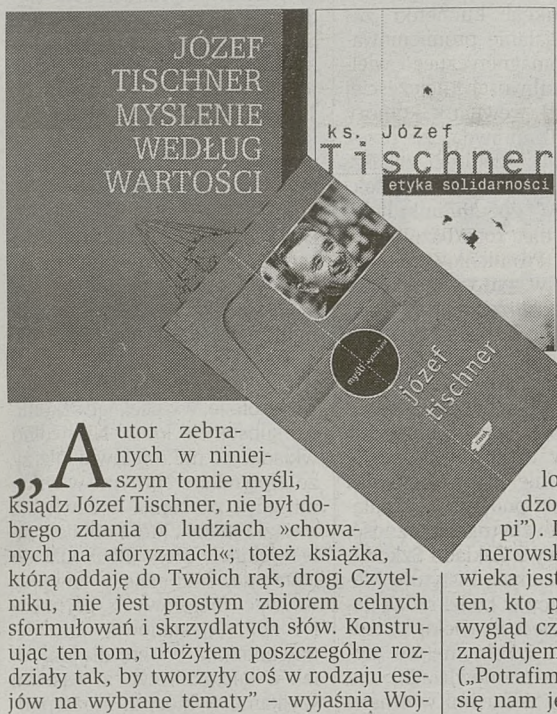 JÓZEF
TISCHNER
MYŚLENIE
WEDŁUG
WARTOŚCI
ks. Józef
Tischner
etyka solidarności
myśli
józef
tischner
znak
„Autor zebra-
nych w niniej-
szym tomie myśli,
ksiądz Józef Tischner, nie był do-
brego zdania o ludziach »chowa-
nych na aforyzmach«; toteż książka,
którą oddaję do Twoich rąk, drogi Czytel-
niku, nie jest prostym zbiorem celnych
sformułowań i skrzydlatych słów. Konstru-
ując ten tom, ułożyłem poszczególne roz-
działy tak, by tworzyły coś w rodzaju ese-
jów na wybrane tematy” – wyjaśnia Woj-
lo
dzo
pi”).
nerowsk
wieka jest
ten, kto p
wygląd cz
znajdujem
(„Potrafim
się nam ję